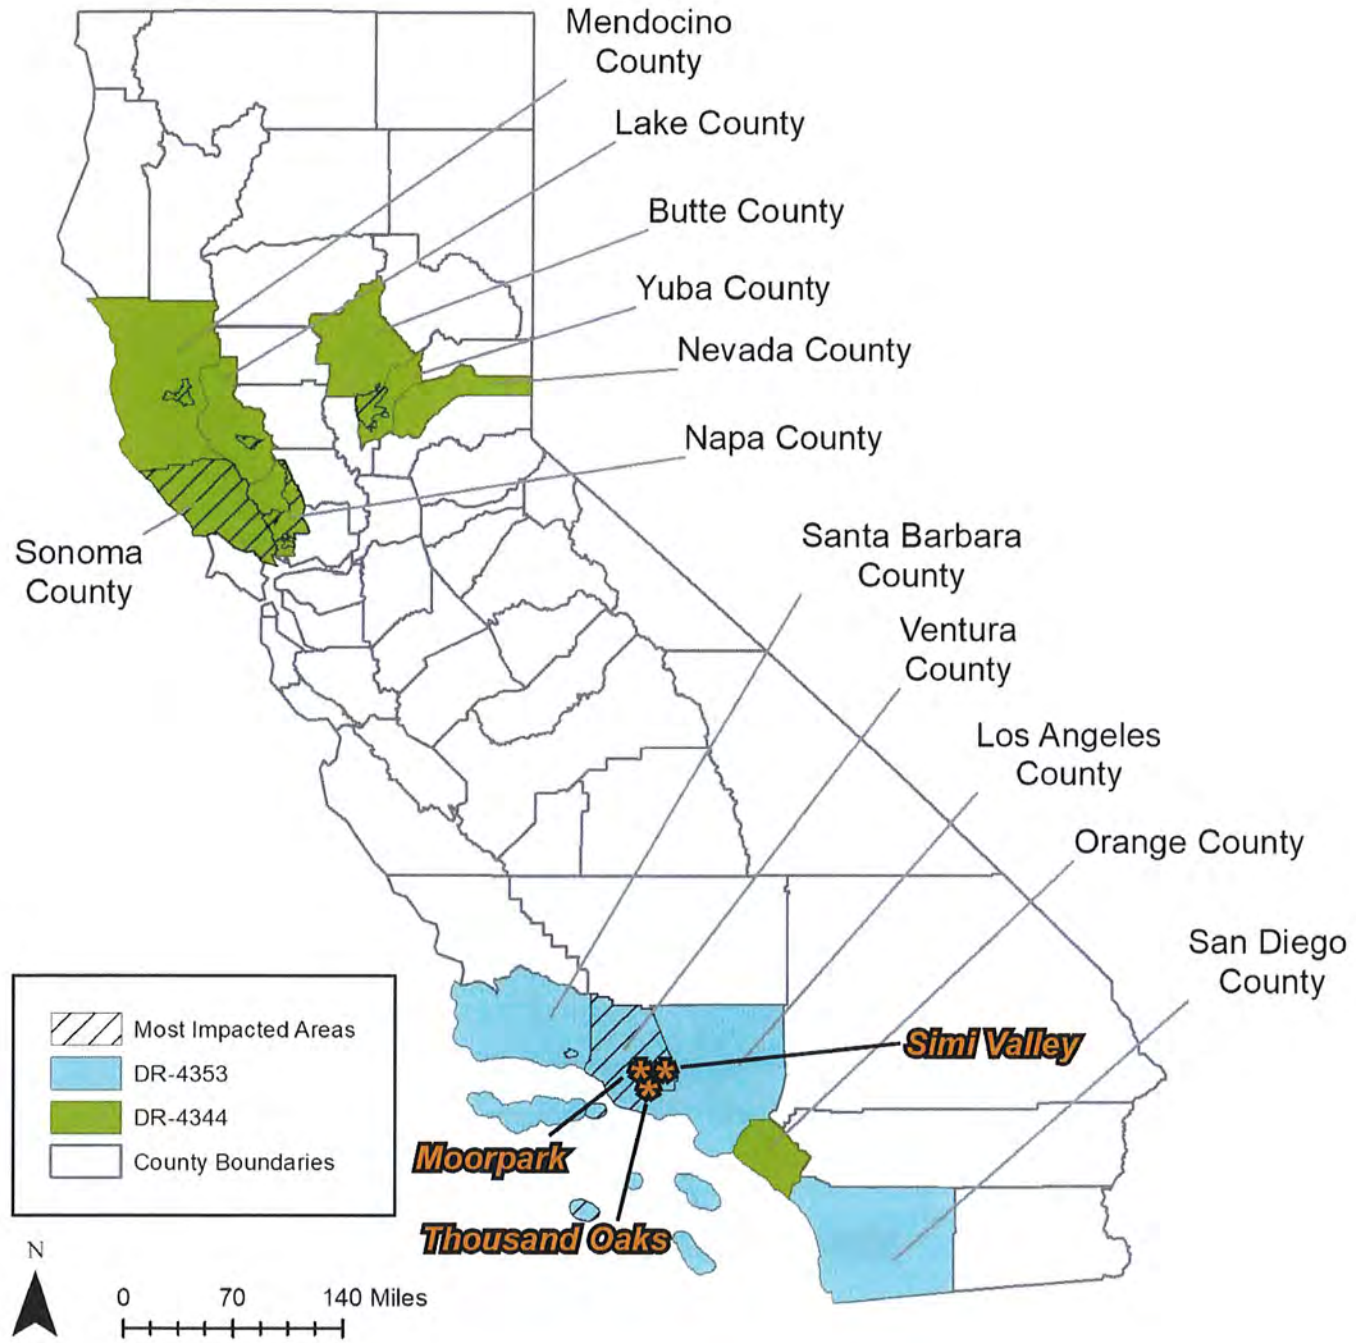 Mendocino
County
Lake County
Butte County
Yuba County
Nevada County
Napa County
Sonoma
County
Santa Barbara
County
Ventura
County
Los Angeles
County
Orange County
San Diego
County
Most Impacted Areas
DR-4353
DR-4344
County Boundaries
Simi Valley
Moorpark
Thousand Oaks
N
0 70 140 Miles